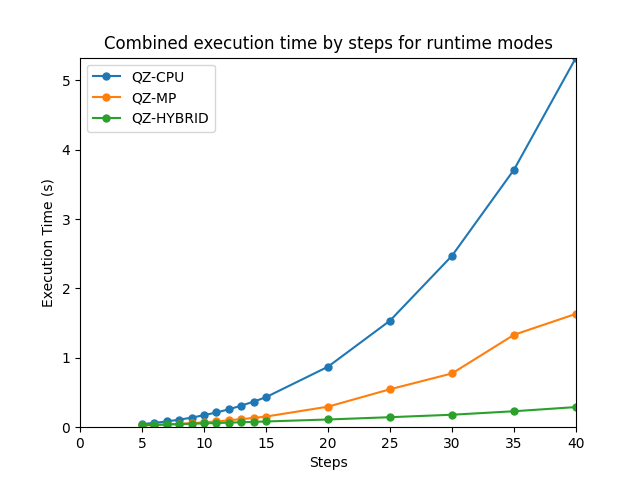 Combined execution time by steps for runtime modes
QZ-CPU
QZ-MP
QZ-HYBRID
Execution Time (s)
5
4
3
2
1
0
0 5 10 15 20 25 30 35 40
Steps